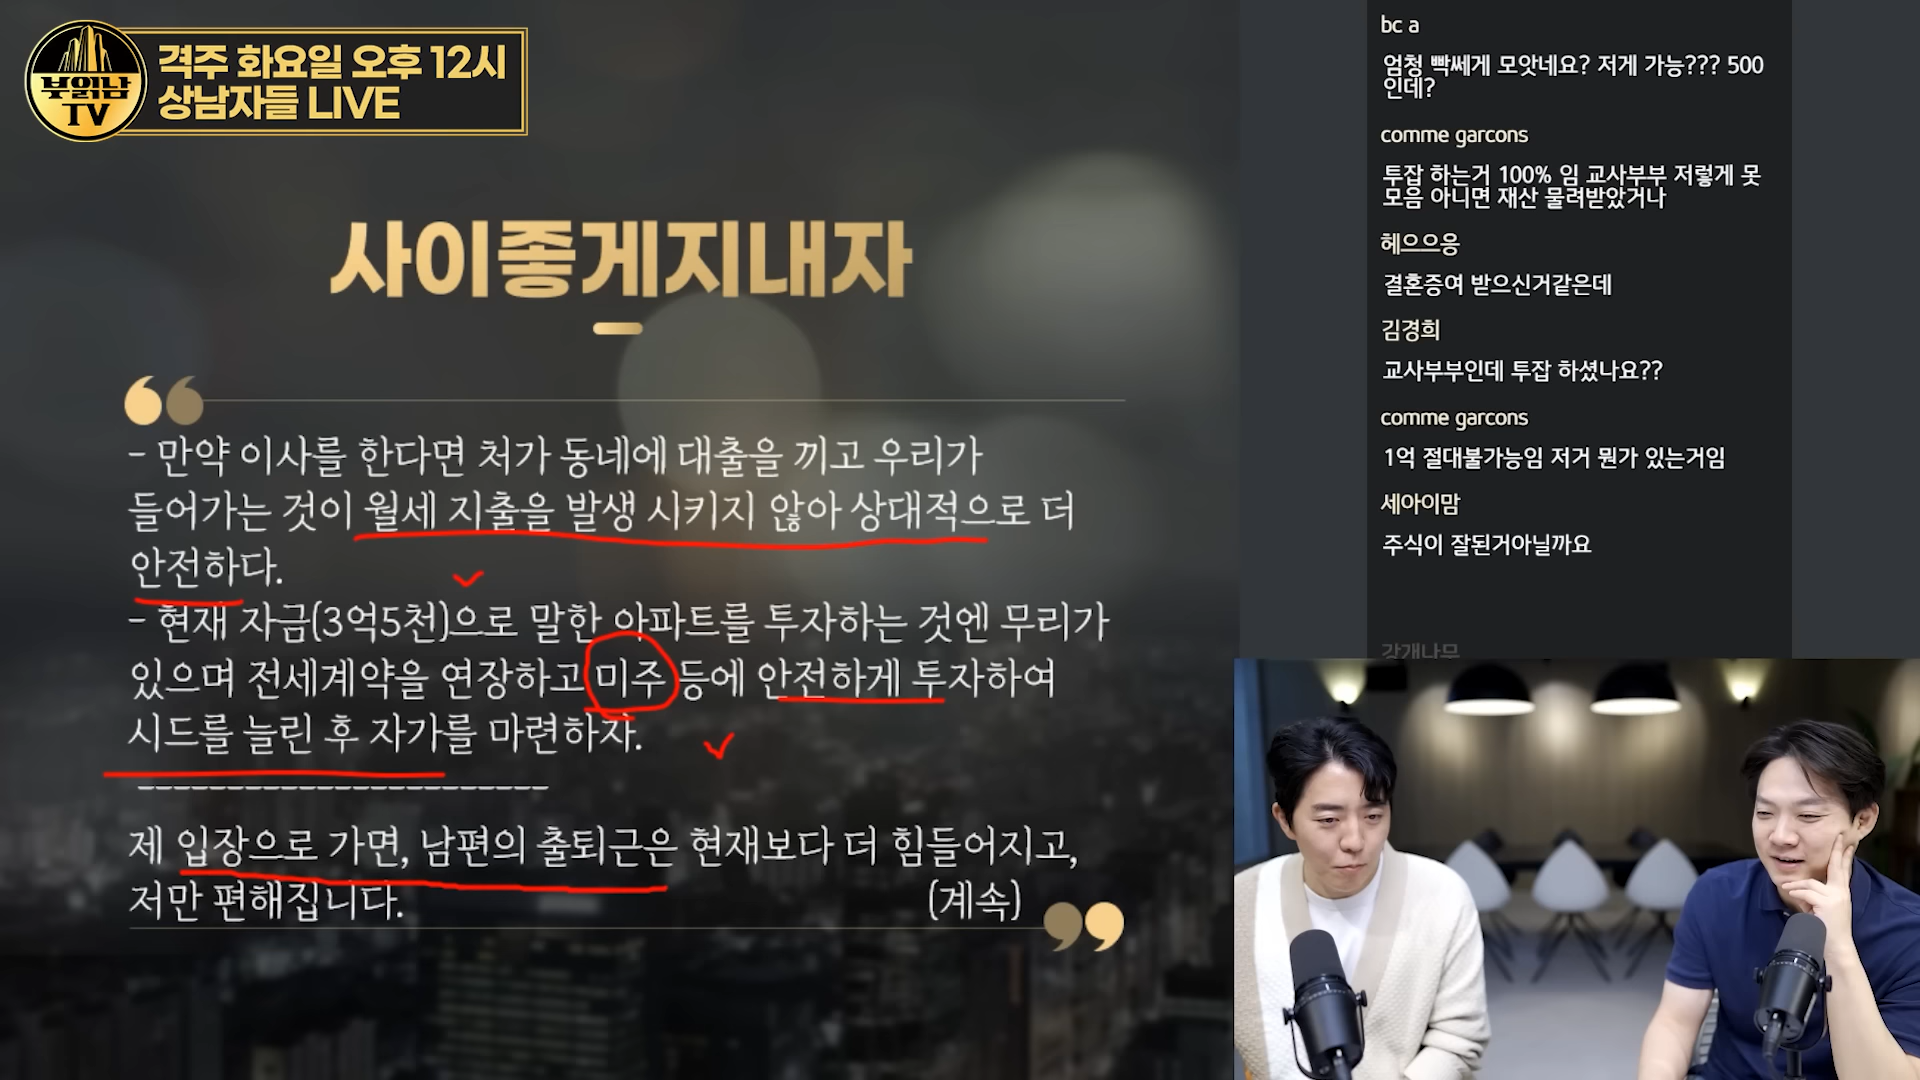 부읽남
TV
격주 화요일 오후 12시
상남자들 LIVE
사이좋게지내자
- 만약 이사를 한다면 처가 동네에 대출을 끼고 우리가
들어가는 것이 월세 지출을 발생 시키지 않아 상대적으로 더
안전하다.
- 현재 자금(3억5천)으로 말한 아파트를 투자하는 것엔 무리가
있으며 전세계약을 연장하고 미주 등에 안전하게 투자하여
시드를 늘린 후 자가를 마련하자.
-----------------------
제 입장으로 가면, 남편의 출퇴근은 현재보다 더 힘들어지고,
저만 편해집니다. (계속)
bc a
엄청 빡쎄게 모앗네요? 저게 가능??? 500
인데?
comme garcons
투잡 하는거 100% 임 교사부부 저렇게 못
모음 아니면 재산 물려받았거나
헤으으응
결혼증여 받으신거같은데
김경희
교사부부인데 투잡 하셨나요??
comme garcons
1억 절대불가능임 저거 뭔가 있는거임
세아이맘
주식이 잘된거아닐까요